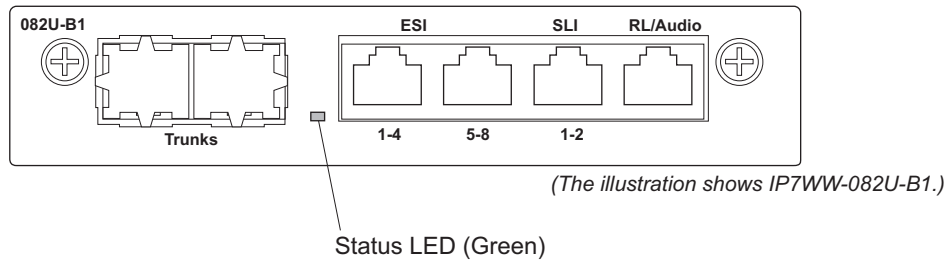 082U-B1
ESI SLI RL/Audio
Trunks
1-4 5-8 1-2
(The illustration shows IP7WW-082U-B1.)
Status LED (Green)